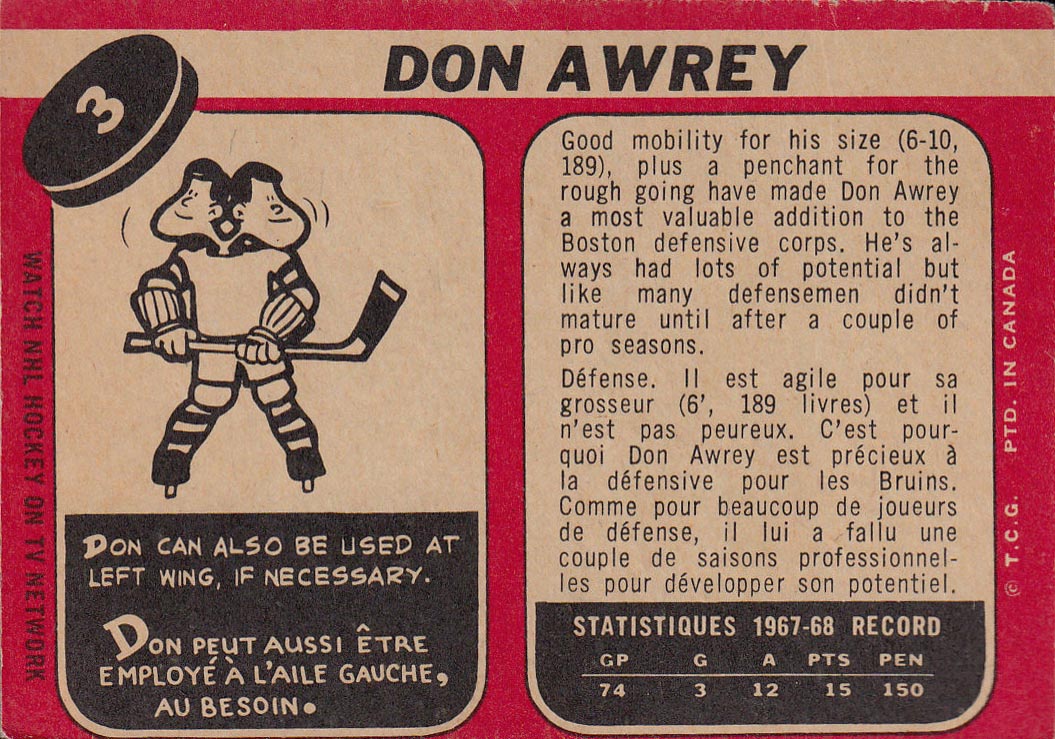 DON AWREY
3
Good mobility for his size (6-10,
189), plus a penchant for the
rough going have made Don Awrey
a most valuable addition to the
Boston defensive corps. He's al-
ways had lots of potential but
like many defensemen didn't
mature until after a couple of
pro seasons.
Défense. Il est agile pour sa
grosseur (6', 189 livres) et il
n'est pas peureux. C'est pour-
quoi Don Awrey est précieux à
la défensive pour les Bruins.
Comme pour beaucoup de joueurs
de défense, il lui a fallu une
couple de saisons professionnel-
les pour développer son potentiel.
DON CAN ALSO BE USED AT
LEFT WING, IF NECESSARY.
DON PEUT AUSSI ÊTRE
EMPLOYÉ À L'AILE GAUCHE,
AU BESOIN.
STATISTIQUES 1967-68 RECORD
GP G A PTS PEN
74 3 12 15 150
WATCH NHL HOCKEY ON TV NETWORK
© T.C.G. PTD. IN CANADA